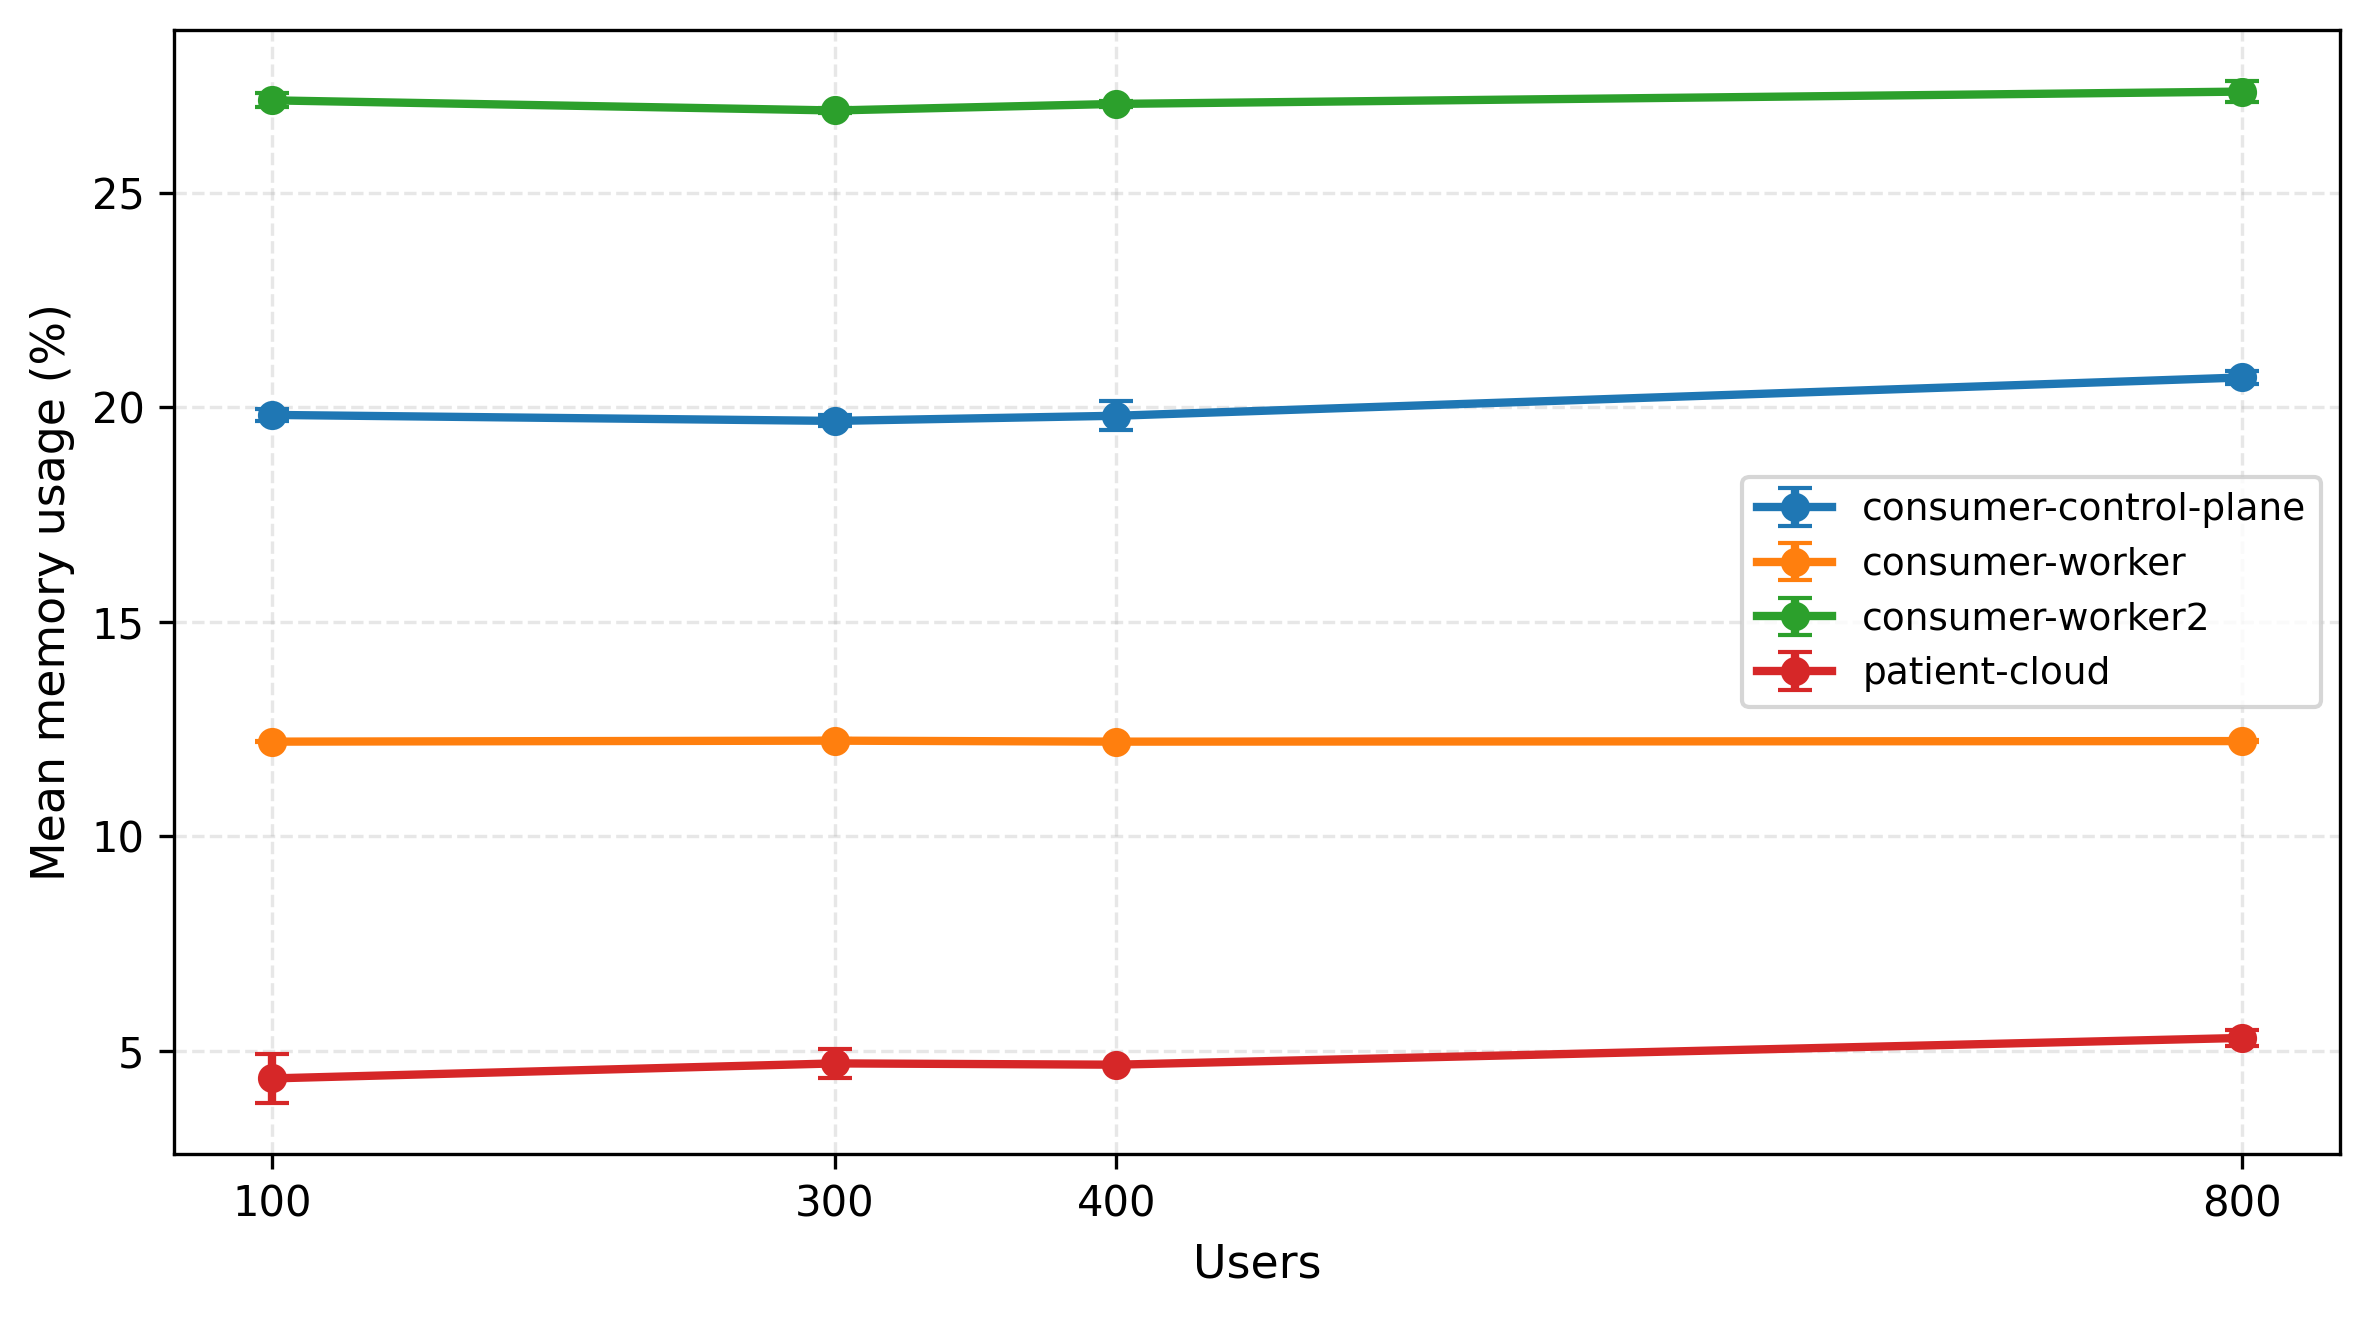 Mean memory usage (%)
25
20
15
10
5
consumer-control-plane
consumer-worker
consumer-worker2
patient-cloud
100 300 400 800
Users